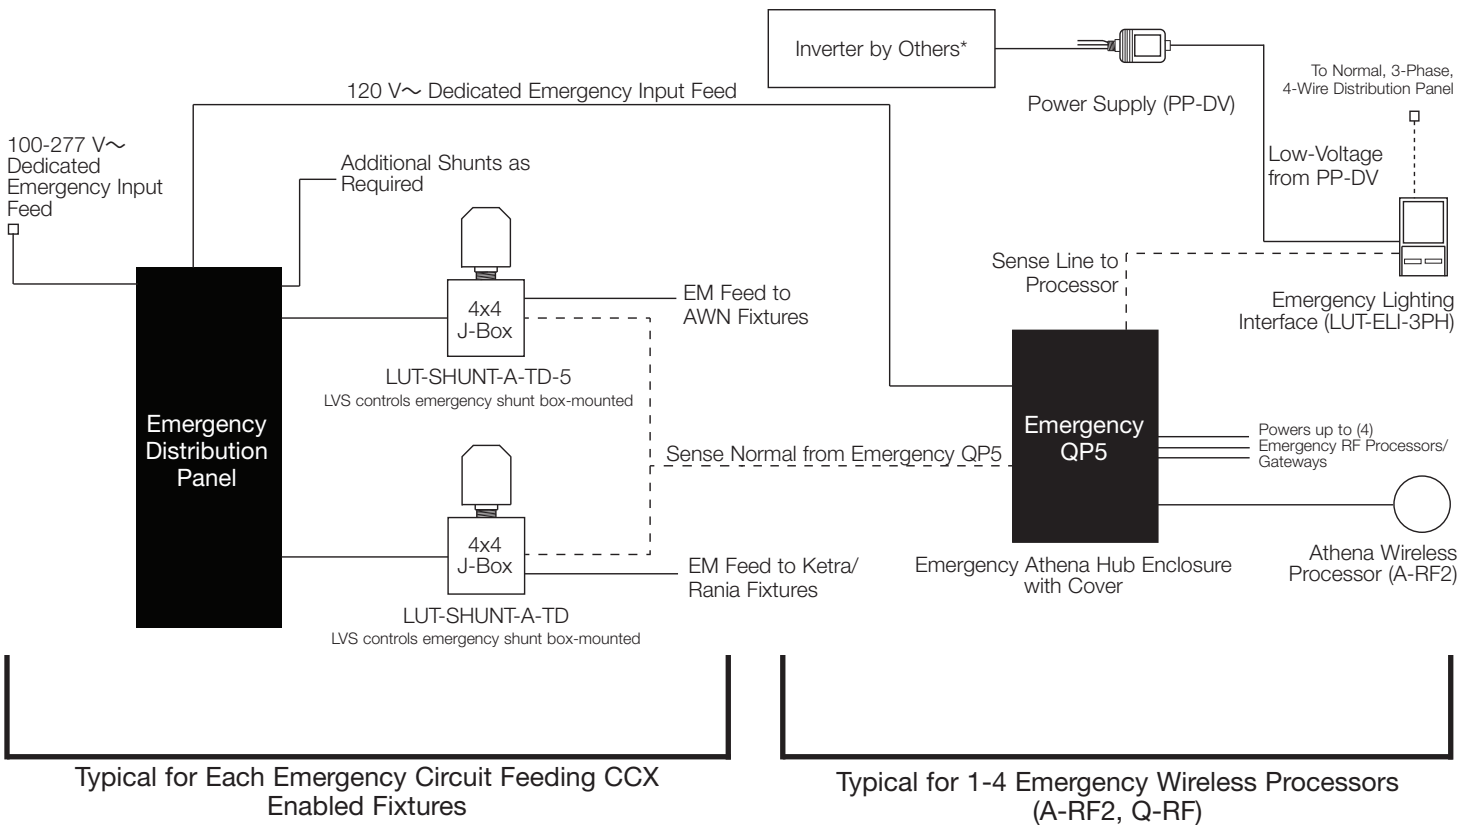 Inverter by Others*
Power Supply (PP-DV)
To Normal, 3-Phase,
4-Wire Distribution Panel
120 V∼ Dedicated Emergency Input Feed
100-277 V∼
Dedicated
Emergency Input
Feed
Additional Shunts as
Required
Low-Voltage
from PP-DV
4x4
J-Box
EM Feed to
AWN Fixtures
Sense Line to
Processor
Emergency Lighting
Interface (LUT-ELI-3PH)
LUT-SHUNT-A-TD-5
LVS controls emergency shunt box-mounted
Emergency
Distribution
Panel
Sense Normal from Emergency QP5
Emergency
QP5
Powers up to (4)
Emergency RF Processors/
Gateways
4x4
J-Box
EM Feed to Ketra/
Rania Fixtures
Emergency Athena Hub Enclosure
with Cover
Athena Wireless
Processor (A-RF2)
LUT-SHUNT-A-TD
LVS controls emergency shunt box-mounted
Typical for Each Emergency Circuit Feeding CCX
Enabled Fixtures
Typical for 1-4 Emergency Wireless Processors
(A-RF2, Q-RF)